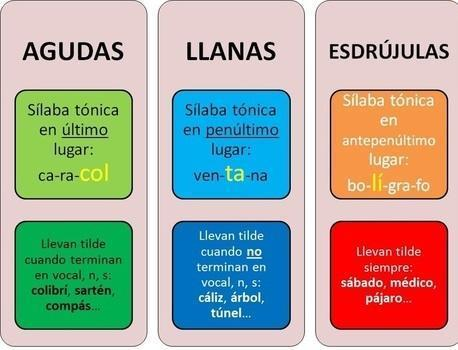 AGUDAS
Sílaba tónica
en último
lugar:
ca-ra-col
Llevan tilde
cuando terminan
en vocal, n, s:
colibrí, sartén,
compás...
LLANAS
Sílaba tónica
en penúltimo
lugar:
ven-ta-na
Llevan tilde
cuando no
terminan en
vocal, n, s:
cáliz, árbol,
túnel...
ESDRÚJULAS
Sílaba tónica
en
antepenúltimo
lugar:
bo-lí-gra-fo
Llevan tilde
siempre:
sábado, médico,
pájaro...